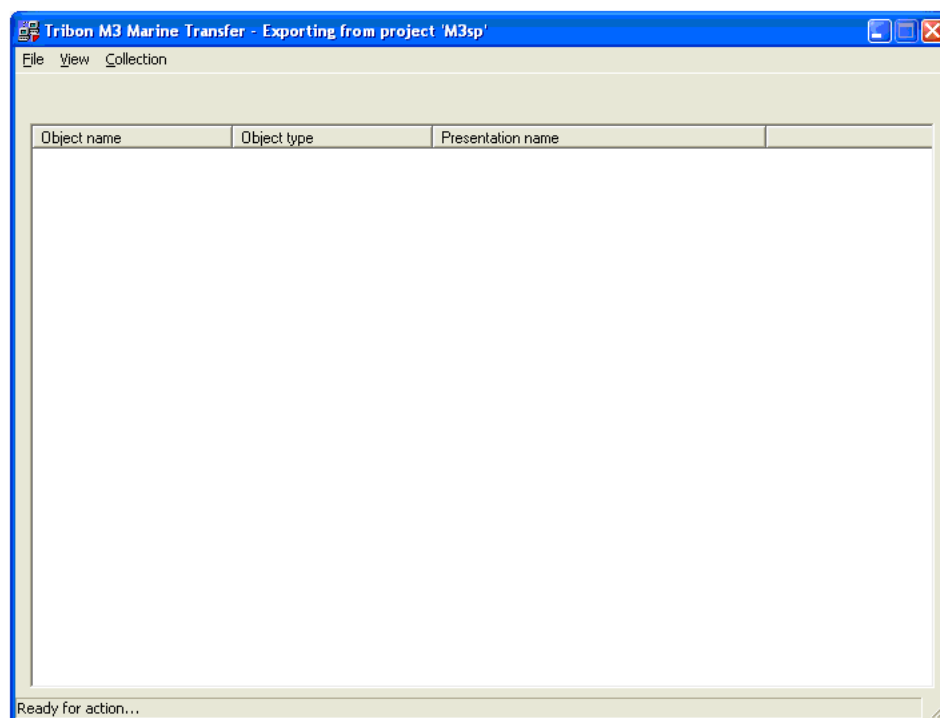 Tribon M3 Marine Transfer - Exporting from project 'M3sp'
File View Collection
Object name Object type Presentation name
Ready for action...